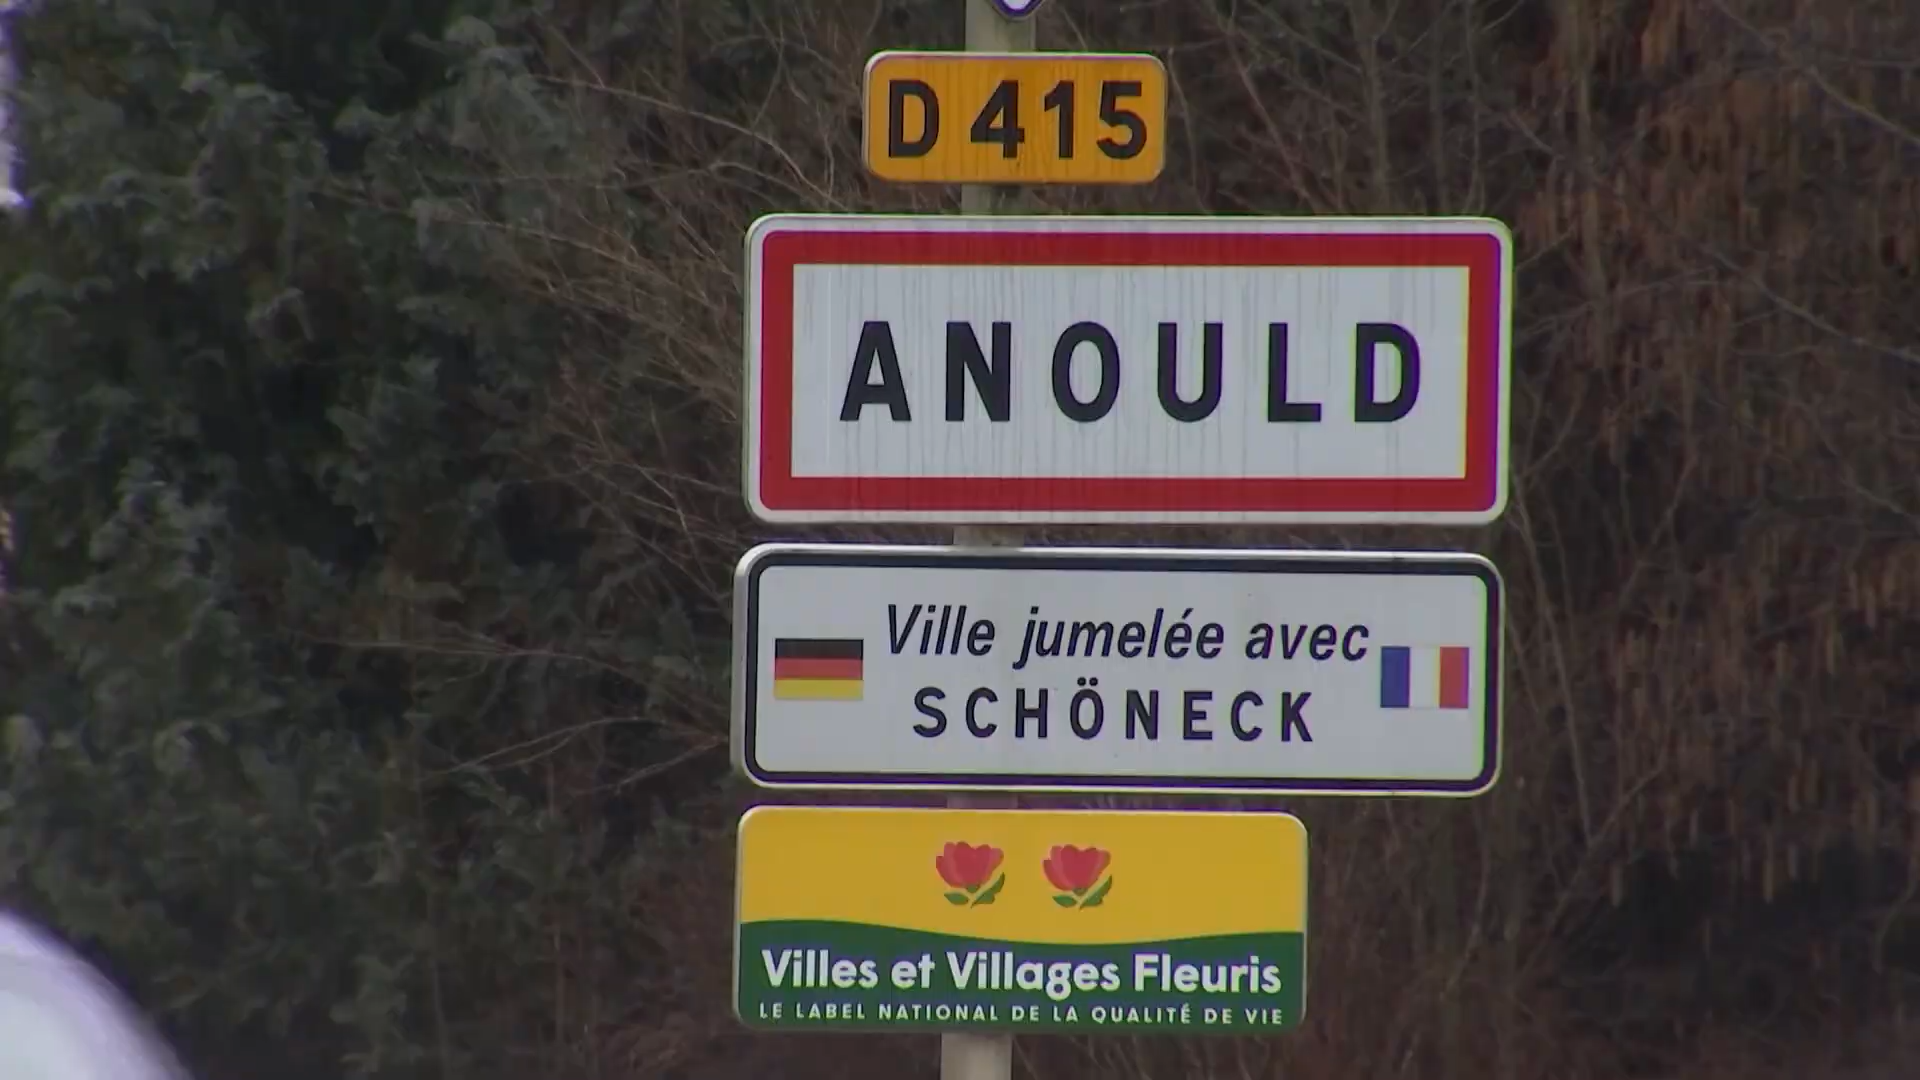 D 415
ANOULD
Ville jumelée avec
SCHÖNECK
Villes et Villages Fleuris
LE LABEL NATIONAL DE LA QUALITÉ DE VIE